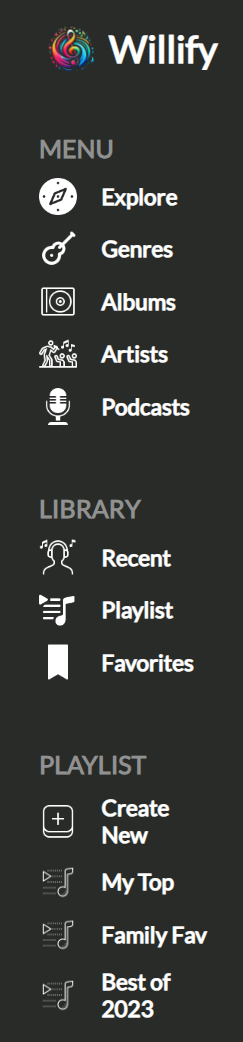 Willify
MENU
Explore
Genres
Albums
Artists
Podcasts
LIBRARY
Recent
Playlist
Favorites
PLAYLIST
Create
New
My Top
Family Fav
Best of
2023